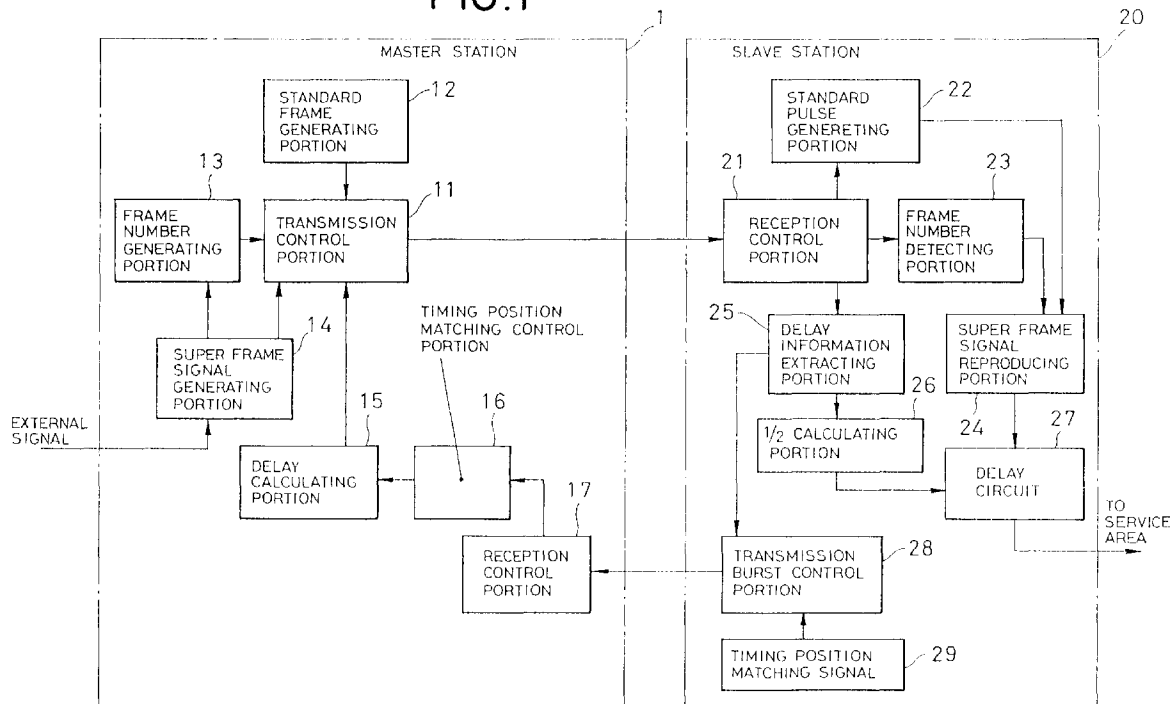 FIG.1
1
20
MASTER STATION
SLAVE STATION
12
STANDARD
FRAME
GENERATING
PORTION
22
STANDARD
PULSE
GENERETING
PORTION
13
FRAME
NUMBER
GENERATING
PORTION
11
TRANSMISSION
CONTROL
PORTION
21
RECEPTION
CONTROL
PORTION
23
FRAME
NUMBER
DETECTING
PORTION
14
SUPER FRAME
SIGNAL
GENERATING
PORTION
TIMING POSITION
MATCHING CONTROL
PORTION
25
DELAY
INFORMATION
EXTRACTING
PORTION
SUPER FRAME
SIGNAL
REPRODUCING
PORTION
24
EXTERNAL
SIGNAL
15
DELAY
CALCULATING
PORTION
16
26
1/2 CALCULATING
PORTION
27
DELAY
CIRCUIT
TO
SERVICE
AREA
17
RECEPTION
CONTROL
PORTION
28
TRANSMISSION
BURST CONTROL
PORTION
TIMING POSITION
MATCHING SIGNAL
29